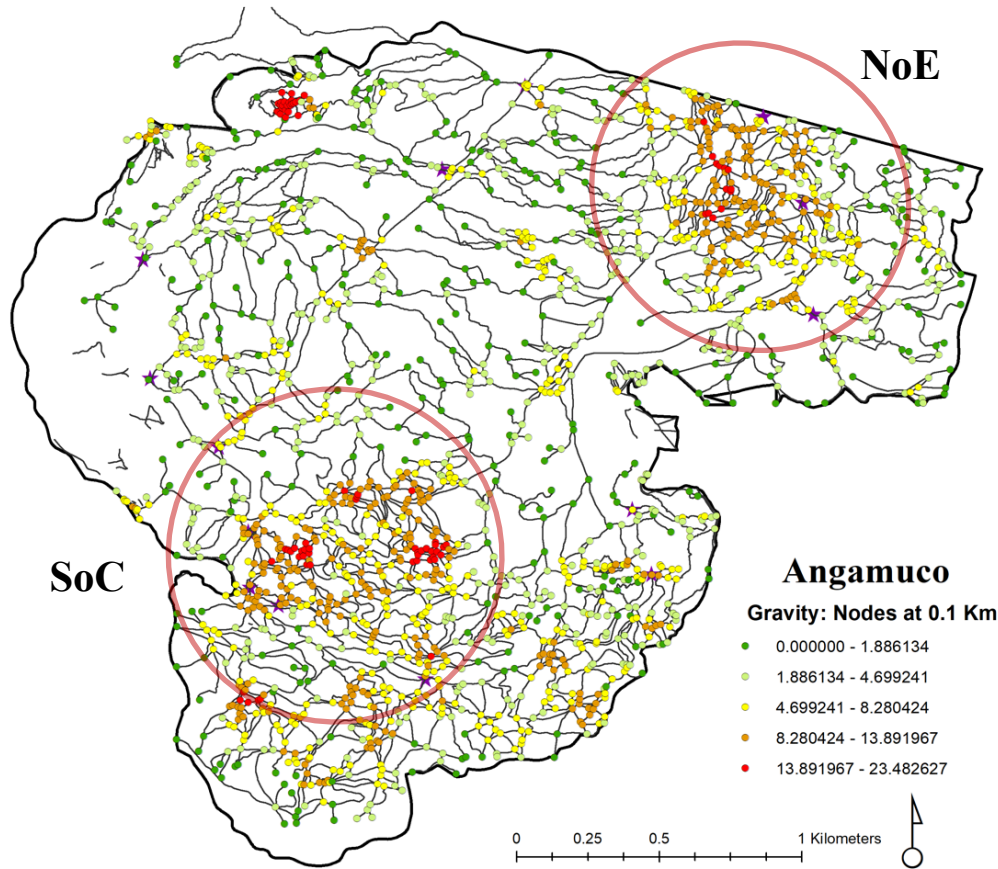 NoE
SoC
Angamuco
Gravity: Nodes at 0.1 Km
0.000000 - 1.886134
1.886134 - 4.699241
4.699241 - 8.280424
8.280424 - 13.891967
13.891967 - 23.482627
0 0.25 0.5 1 Kilometers